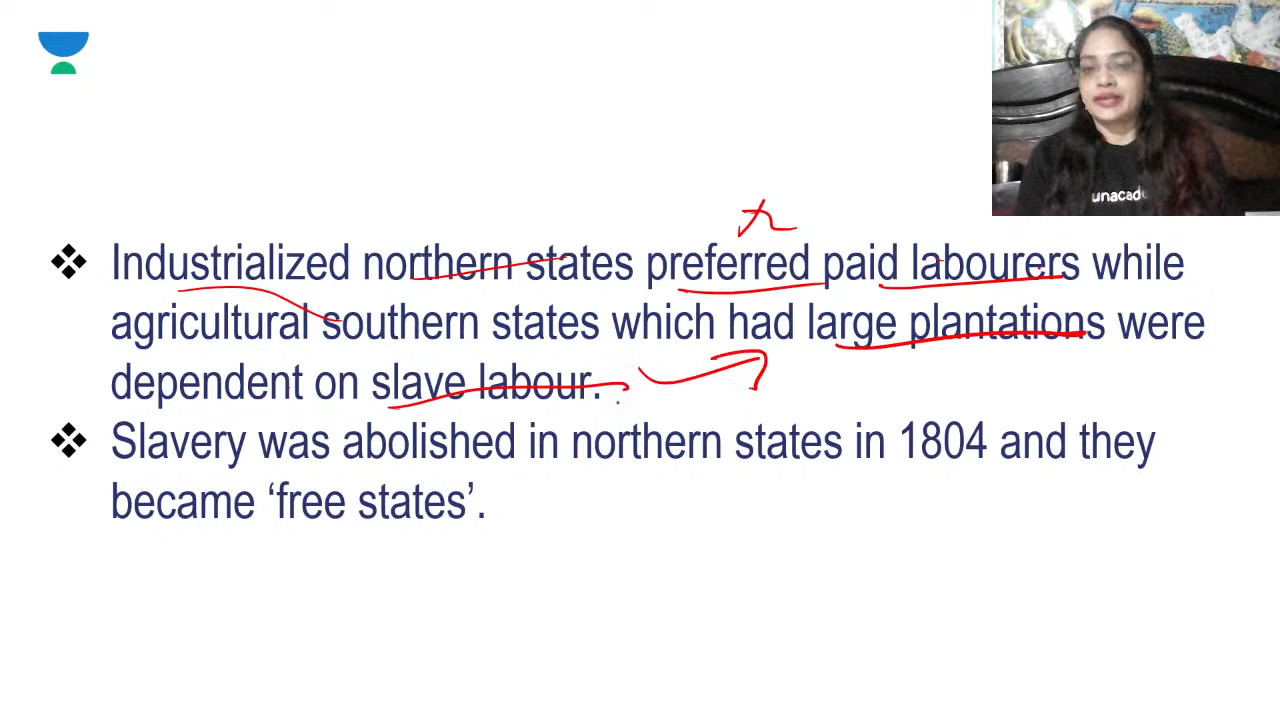 unacad
❖ Industrialized northern states preferred paid labourers while
agricultural southern states which had large plantations were
dependent on slave labour.
❖ Slavery was abolished in northern states in 1804 and they
became ‘free states’.